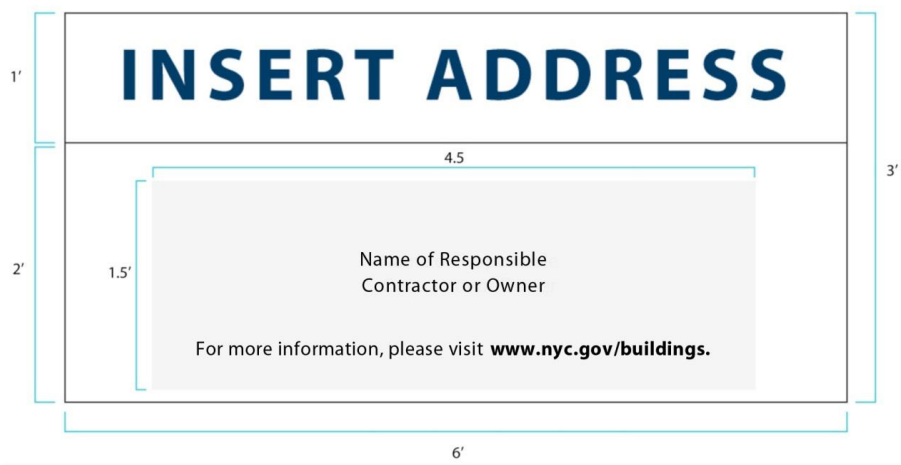 INSERT ADDRESS
1′
4.5
3′
2′
1.5′
Name of Responsible
Contractor or Owner
For more information, please visit www.nyc.gov/buildings.
6′